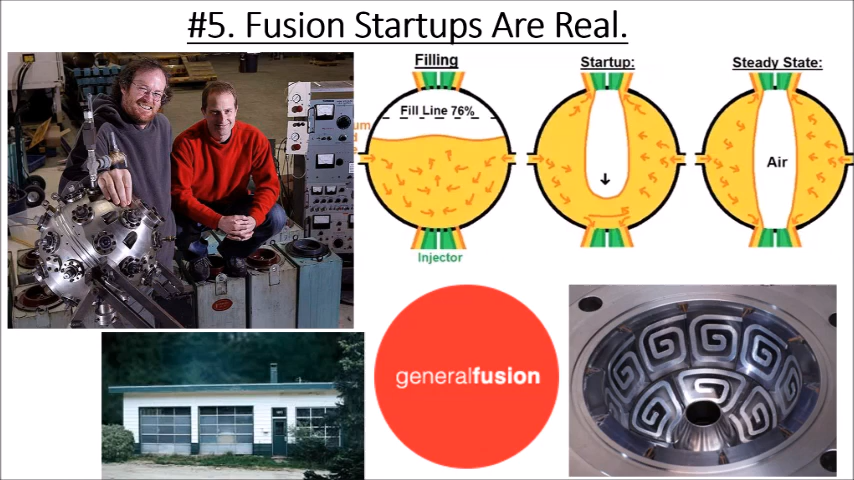 #5. Fusion Startups Are Real.
Filling
Startup:
Steady State:
Fill Line 76%
Air
Injector
generalfusion